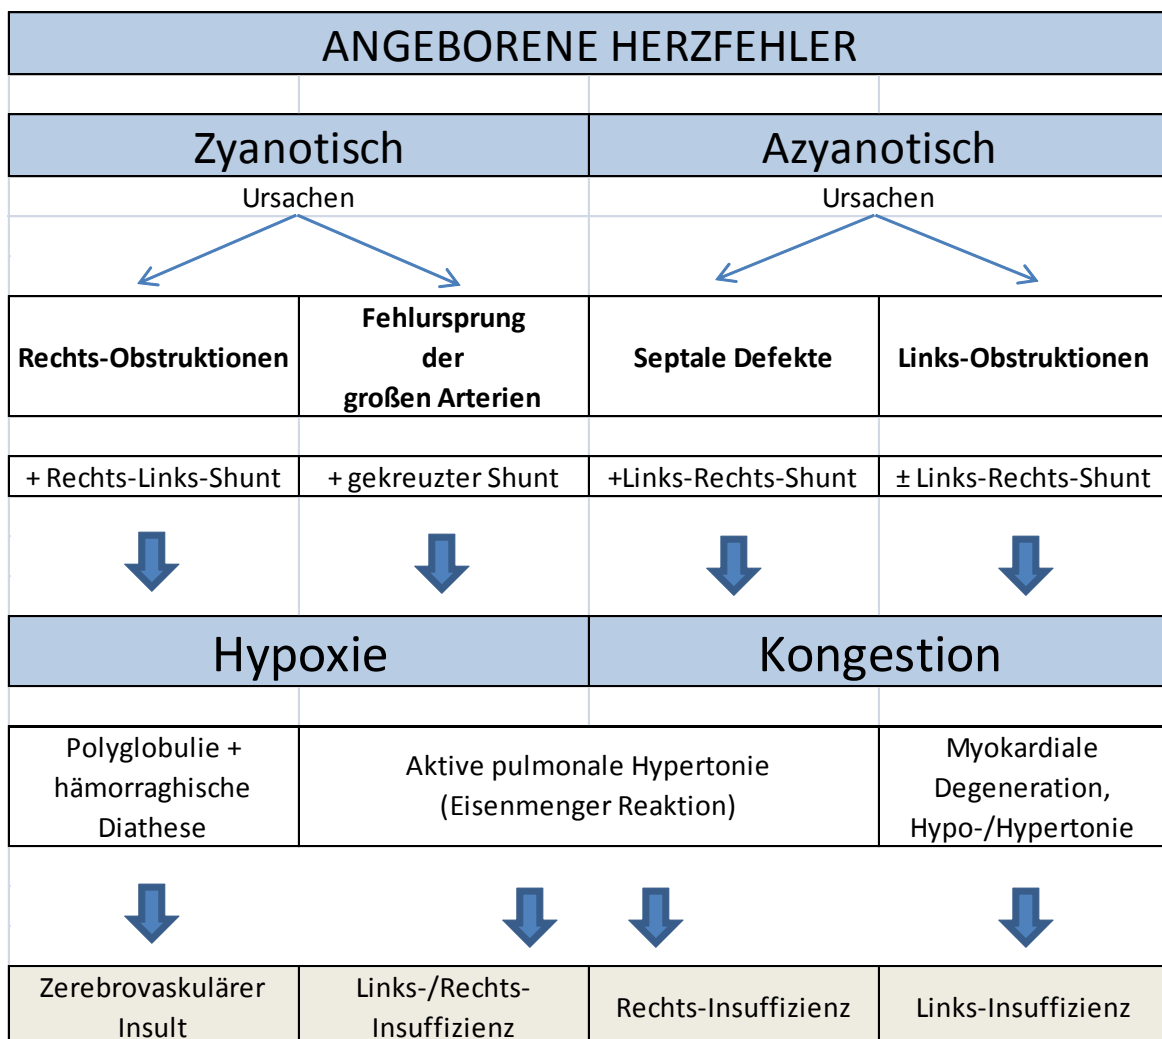 ANGEBORENE HERZFEHLER
Zyanotisch
Azyanotisch
Ursachen
Ursachen
Rechts-Obstruktionen
Fehlursprung
der
großen Arterien
Septale Defekte
Links-Obstruktionen
+ Rechts-Links-Shunt
+ gekreuzter Shunt
+Links-Rechts-Shunt
± Links-Rechts-Shunt
Hypoxie
Kongestion
Polyglobulie +
hämorraghische
Diathese
Aktive pulmonale Hypertonie
(Eisenmenger Reaktion)
Myokardiale
Degeneration,
Hypo-/Hypertonie
Zerebrovaskulärer
Insult
Links-/Rechts-
Insuffizienz
Rechts-Insuffizienz
Links-Insuffizienz